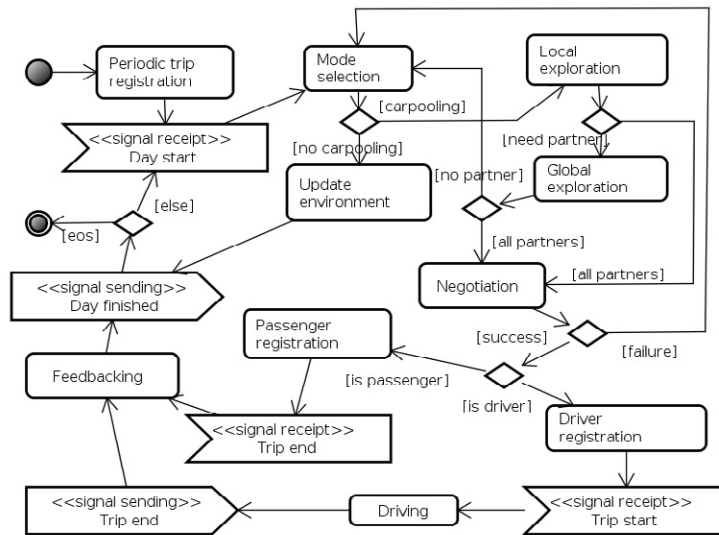 Periodic trip
registration
Mode
selection
Local
exploration
[carpooling]
<<signal receipt>>
Day start
[no carpooling]
[need partner]
Update
environment
[no partner]
Global
exploration
[else]
[eos]
[all partners]
<<signal sending>>
Day finished
Negotiation
[all partners]
Passenger
registration
[success]
[failure]
Feedbacking
[is passenger]
[is driver]
<<signal receipt>>
Trip end
Driver
registration
<<signal sending>>
Trip end
Driving
<<signal receipt>>
Trip start